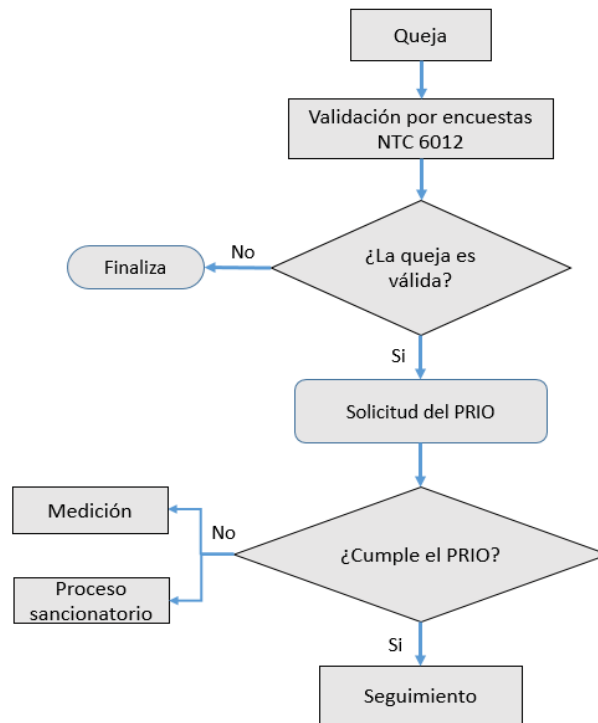 Queja
Validación por encuestas
NTC 6012
¿La queja es
válida?
No
Finaliza
Si
Solicitud del PRIO
¿Cumple el PRIO?
No
Medición
Proceso
sancionatorio
Si
Seguimiento